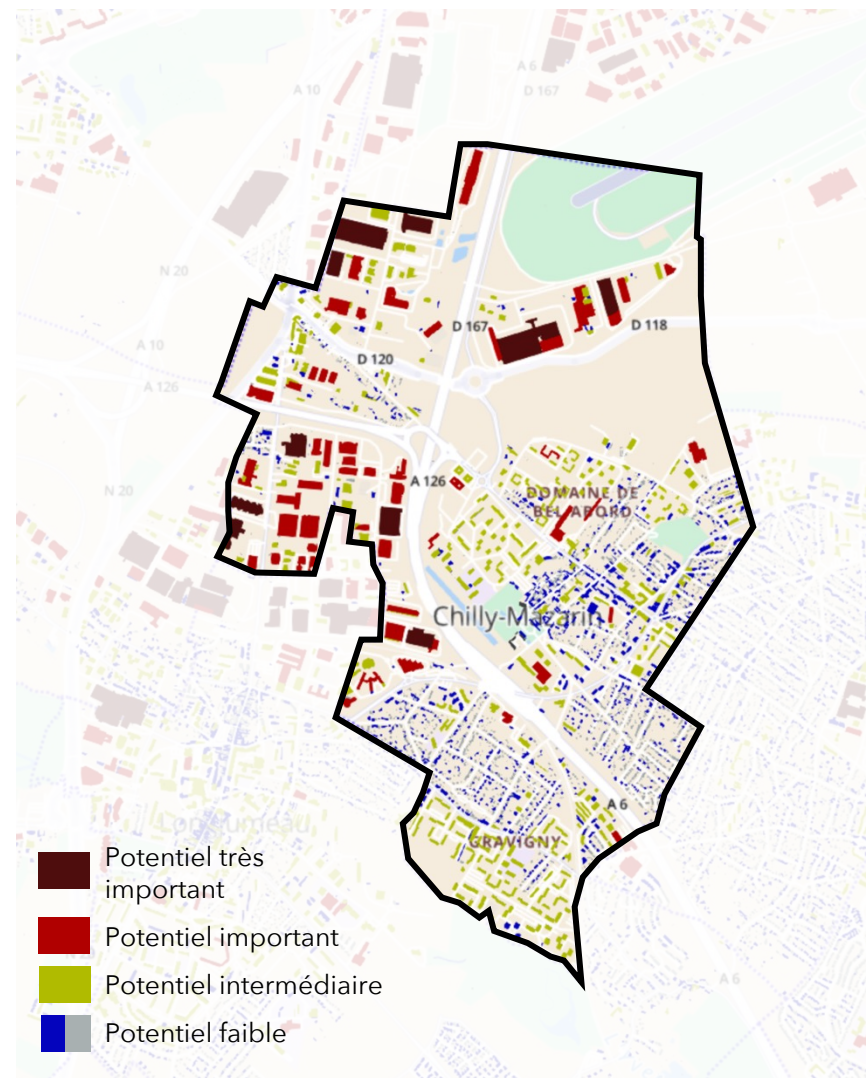 A 6
D 167
A 10
N 20
D 167
D 118
A 10
D 120
A 126
A 126
N 20
DOMAINE DE
BEL ABORD
Chilly-Mazarin
A 6
Longjumeau
GRAVIGNY
Potentiel très
important
Potentiel important
Potentiel intermédiaire
A 6
Potentiel faible